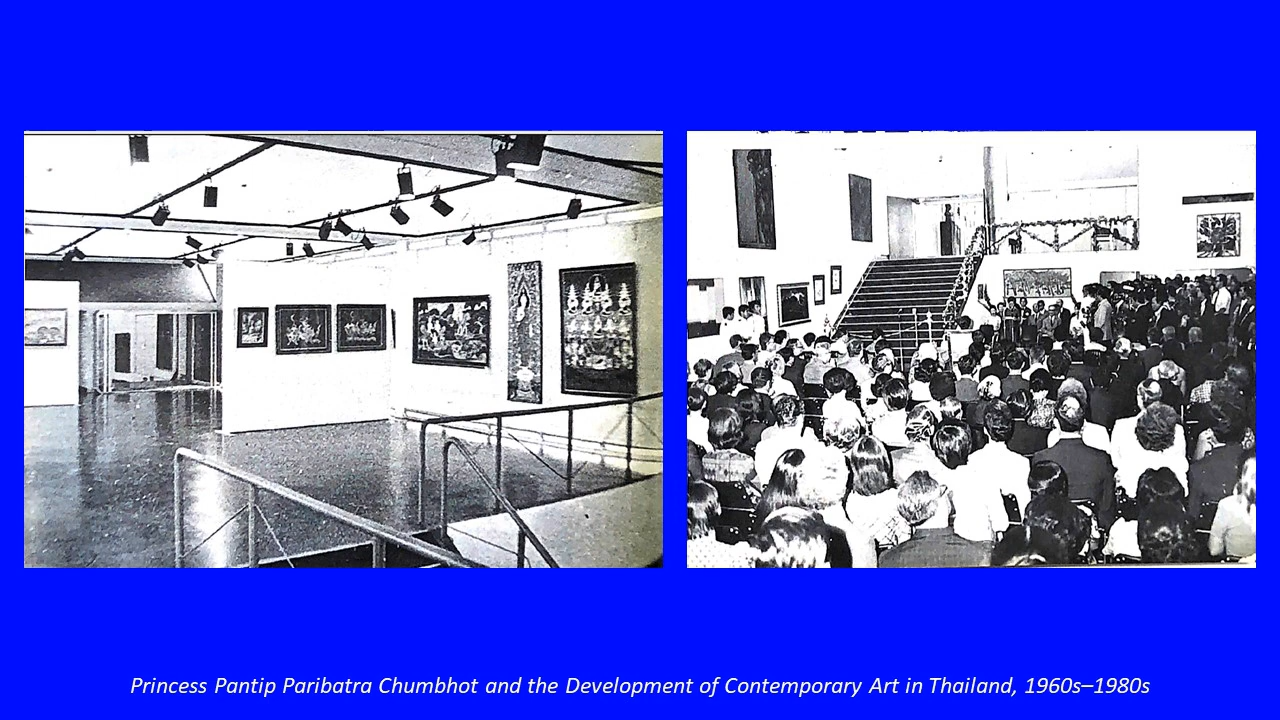 Princess Pantip Paribatra Chumbhot and the Development of Contemporary Art in Thailand, 1960s–1980s